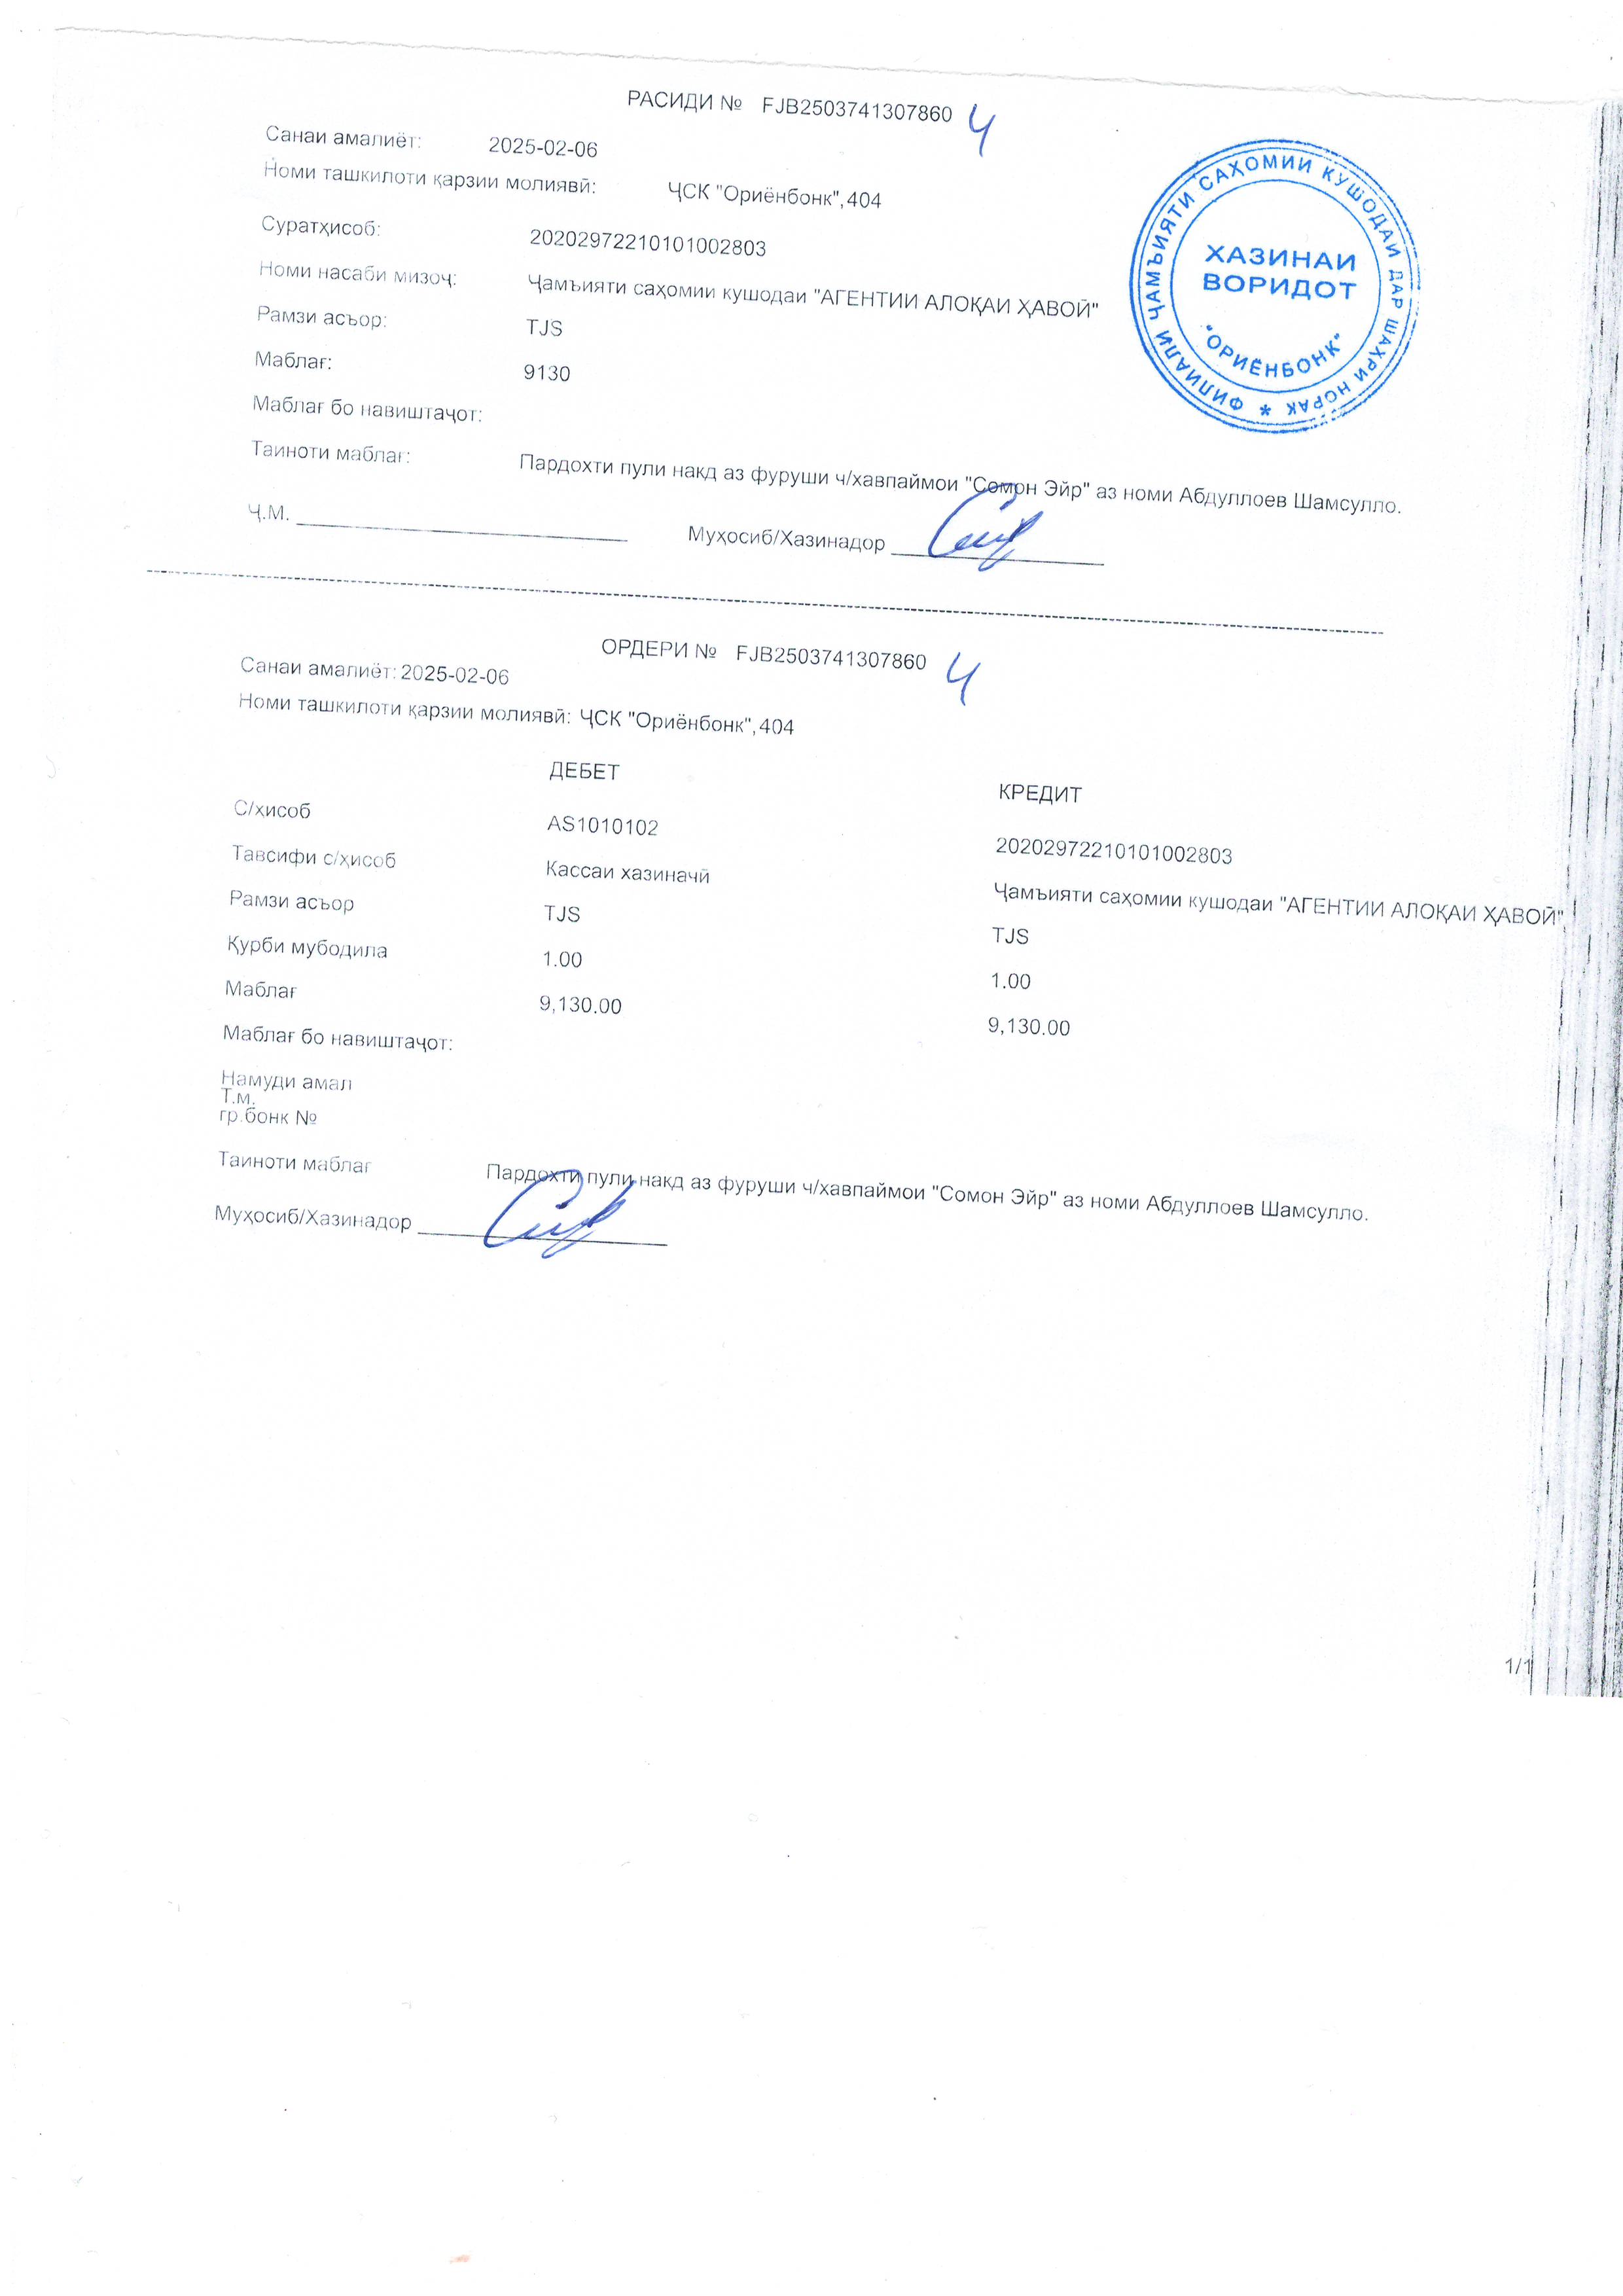 РАСИДИ № FJB2503741307860 4
Санаи амалиёт: 2025-02-06
Номи ташкилоти қарзии молиявӣ: ҶСК "Ориёнбонк",404
Суратҳисоб: 20202972210101002803
Номи насаби мизоҷ: Ҷамъияти саҳомии кушодаи "АГЕНТИИ АЛОҚАИ ҲАВОӢ"
Рамзи асъор: TJS
Маблағ: 9130
Маблағ бо навиштаҷот:
Таиноти маблағ: Пардохти пули накд аз фуруши ч/хавпаймои "Сомон Эйр" аз номи Абдуллоев Шамсулло.
Ҷ.М. Муҳосиб/Хазинадор
ФИЛИАЛИ ҶАМЪИЯТИ САҲОМИИ КУШОДАИ ДАР ШАҲРИ НОРАК *
ХАЗИНАИ
ВОРИДОТ
"ОРИЁНБОНК"
ОРДЕРИ № FJB2503741307860 4
Санаи амалиёт: 2025-02-06
Номи ташкилоти қарзии молиявӣ: ҶСК "Ориёнбонк",404
ДЕБЕТ КРЕДИТ
С/ҳисоб AS1010102 20202972210101002803
Тавсифи с/ҳисоб Кассаи хазиначӣ Ҷамъияти саҳомии кушодаи "АГЕНТИИ АЛОҚАИ ҲАВОӢ"
Рамзи асъор TJS TJS
Қурби мубодила 1.00 1.00
Маблағ 9,130.00 9,130.00
Маблағ бо навиштаҷот:
Намуди амал
Т.м.
гр.бонк №
Таиноти маблағ Пардохти пули накд аз фуруши ч/хавпаймои "Сомон Эйр" аз номи Абдуллоев Шамсулло.
Муҳосиб/Хазинадор
1/1